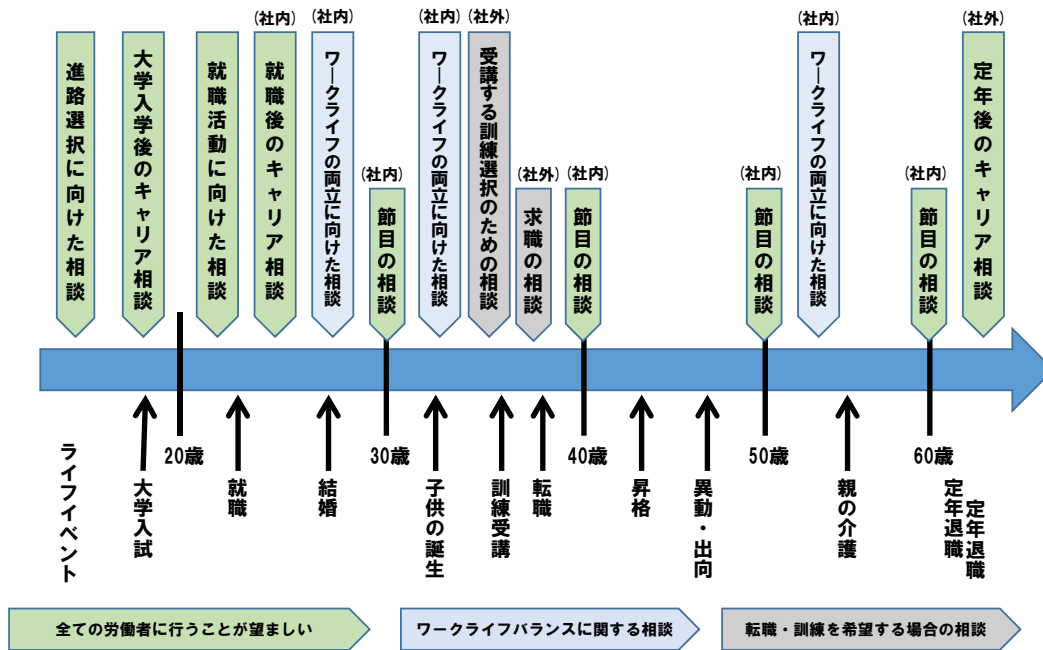 (社内)
(社内)
(社内)
(社外)
(社内)
(社外)
進路選択に向けた相談
大学入学後のキャリア相談
就職活動に向けた相談
就職後のキャリア相談
ワークライフの両立に向けた相談
(社内)
節目の相談
ワークライフの両立に向けた相談
受講する訓練選択のための相談
(社外)
求職の相談
(社内)
節目の相談
(社内)
節目の相談
ワークライフの両立に向けた相談
(社内)
節目の相談
定年後のキャリア相談
20歳
30歳
40歳
50歳
60歳
ライフイベント
大学入試
就職
結婚
子供の誕生
訓練受講
転職
昇格
異動・出向
親の介護
定年退職
定年退職
全ての労働者に行うことが望ましい
ワークライフバランスに関する相談
転職・訓練を希望する場合の相談